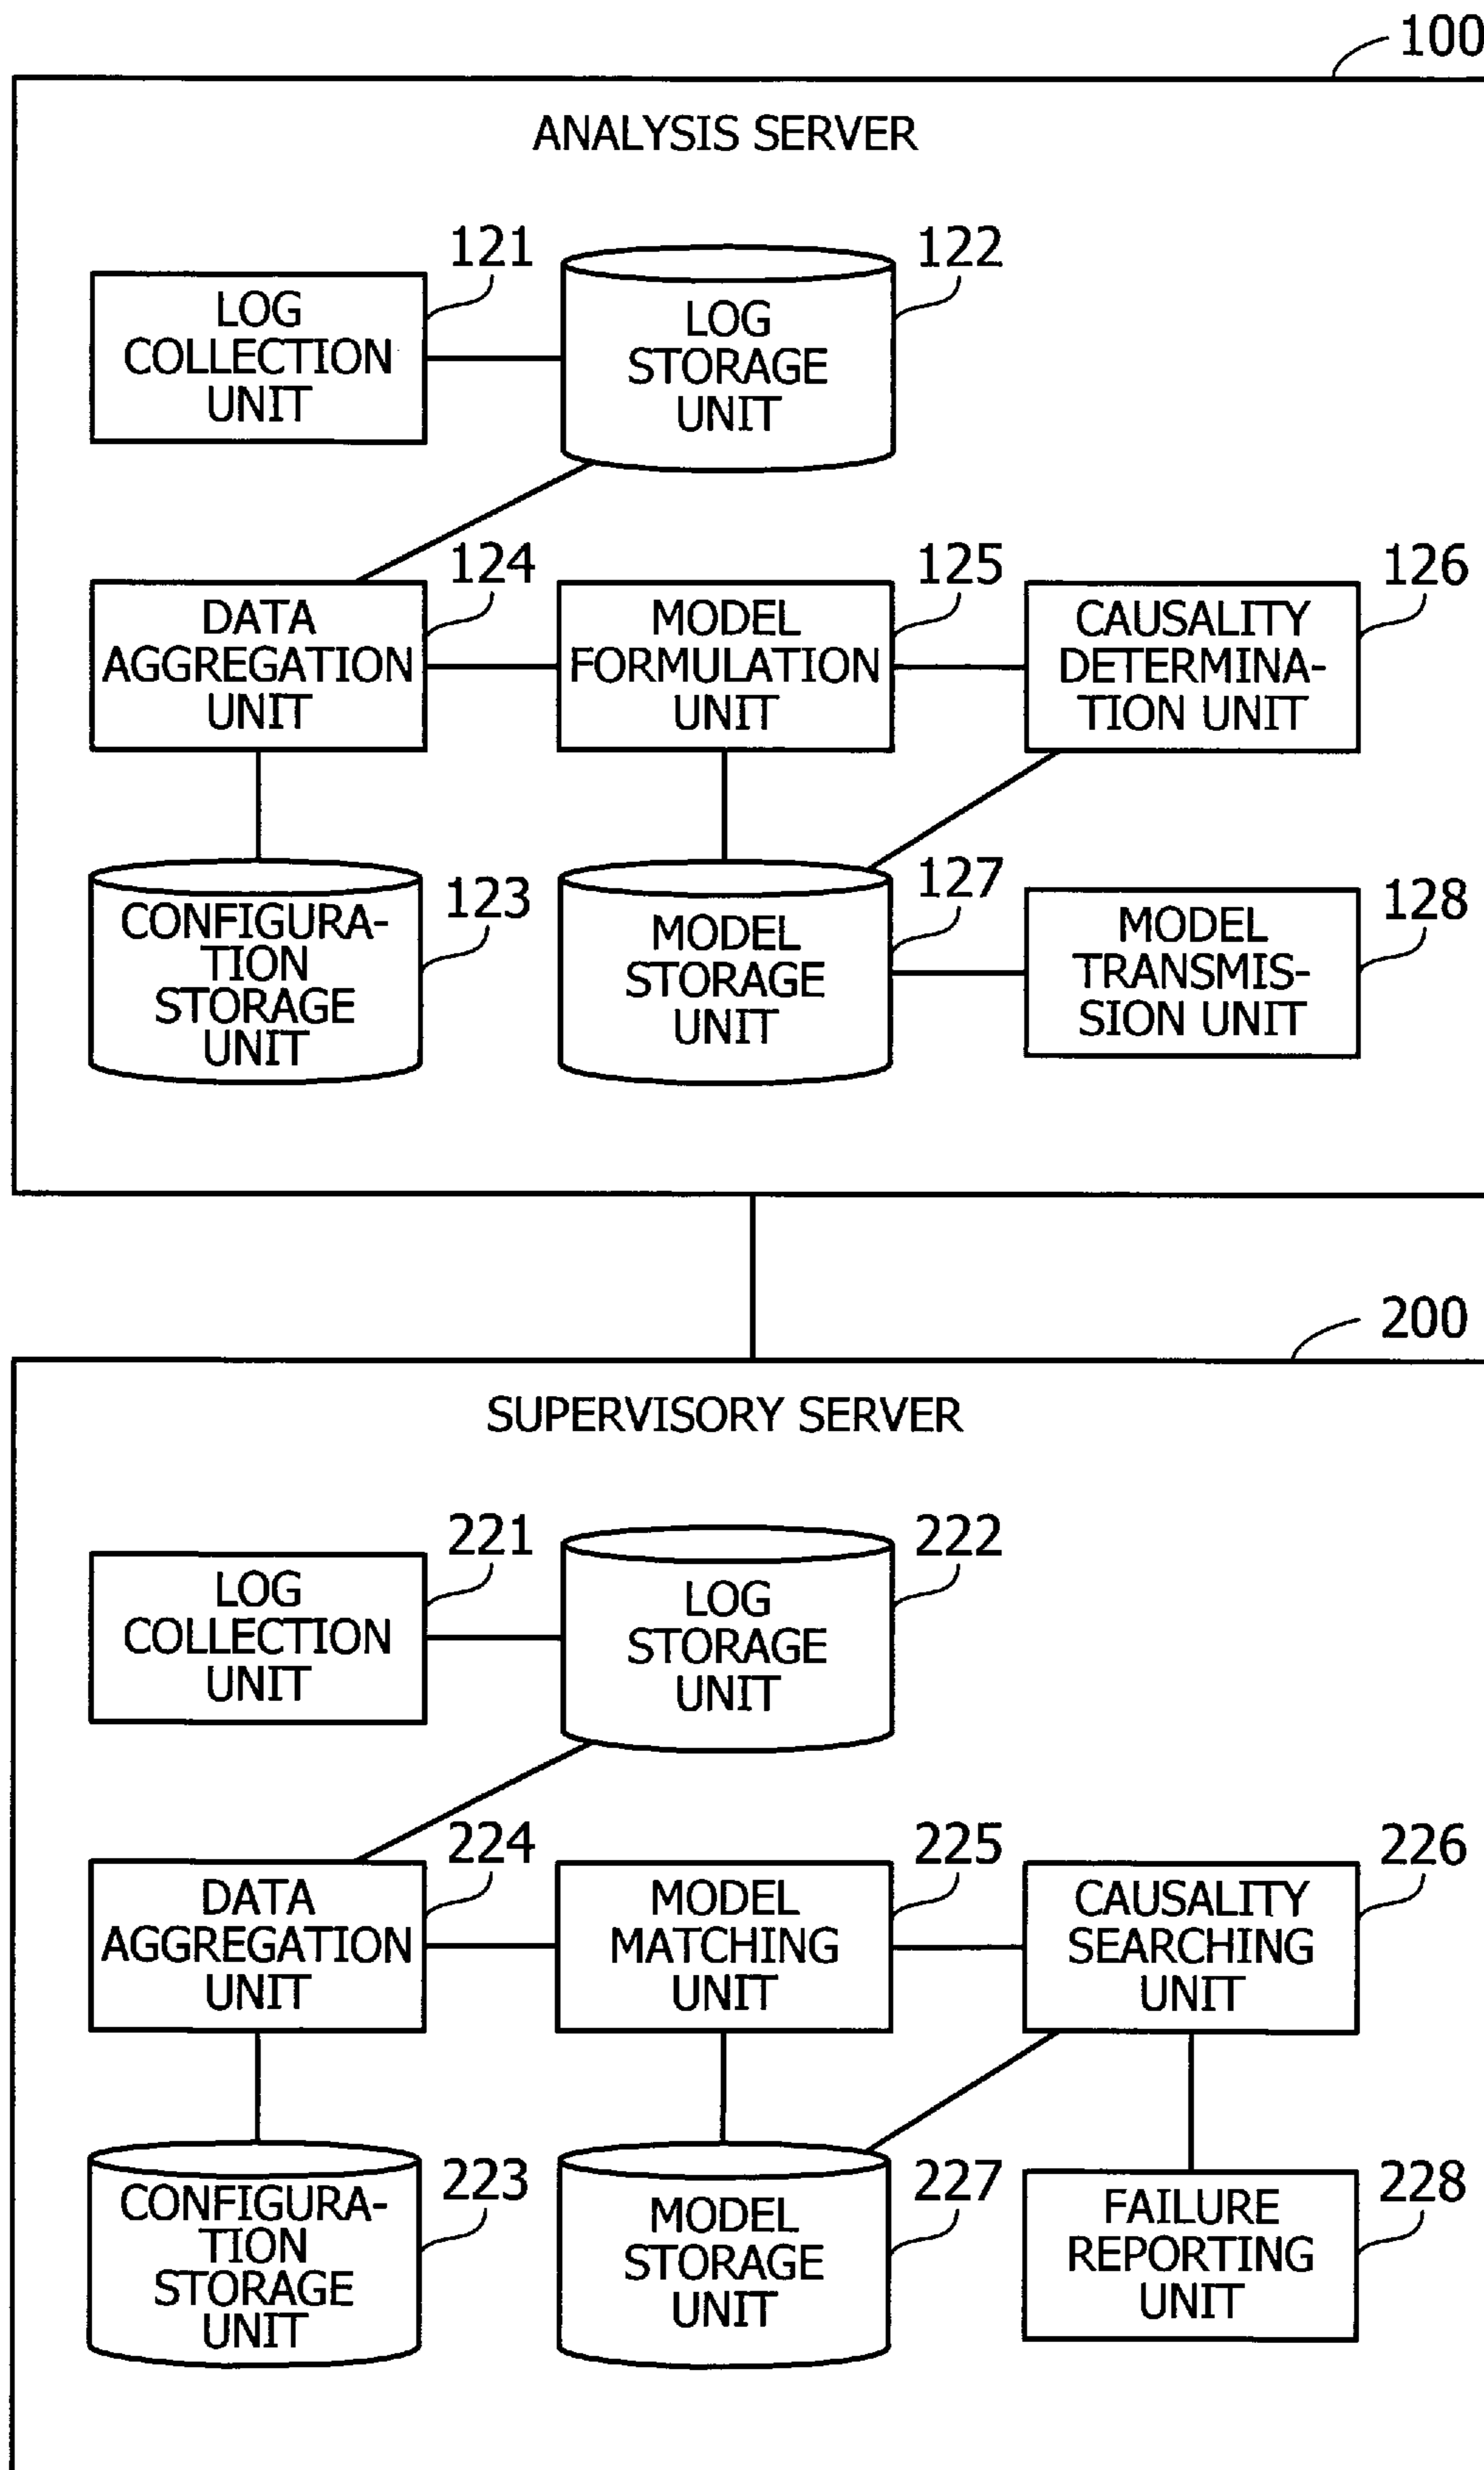 100
ANALYSIS SERVER
121
LOG
COLLECTION
UNIT
122
LOG
STORAGE
UNIT
124
DATA
AGGREGATION
UNIT
125
MODEL
FORMULATION
UNIT
126
CAUSALITY
DETERMINA-
TION UNIT
123
CONFIGURA-
TION
STORAGE
UNIT
127
MODEL
STORAGE
UNIT
128
MODEL
TRANSMIS-
SION UNIT
200
SUPERVISORY SERVER
221
LOG
COLLECTION
UNIT
222
LOG
STORAGE
UNIT
224
DATA
AGGREGATION
UNIT
225
MODEL
MATCHING
UNIT
226
CAUSALITY
SEARCHING
UNIT
223
CONFIGURA-
TION
STORAGE
UNIT
227
MODEL
STORAGE
UNIT
228
FAILURE
REPORTING
UNIT